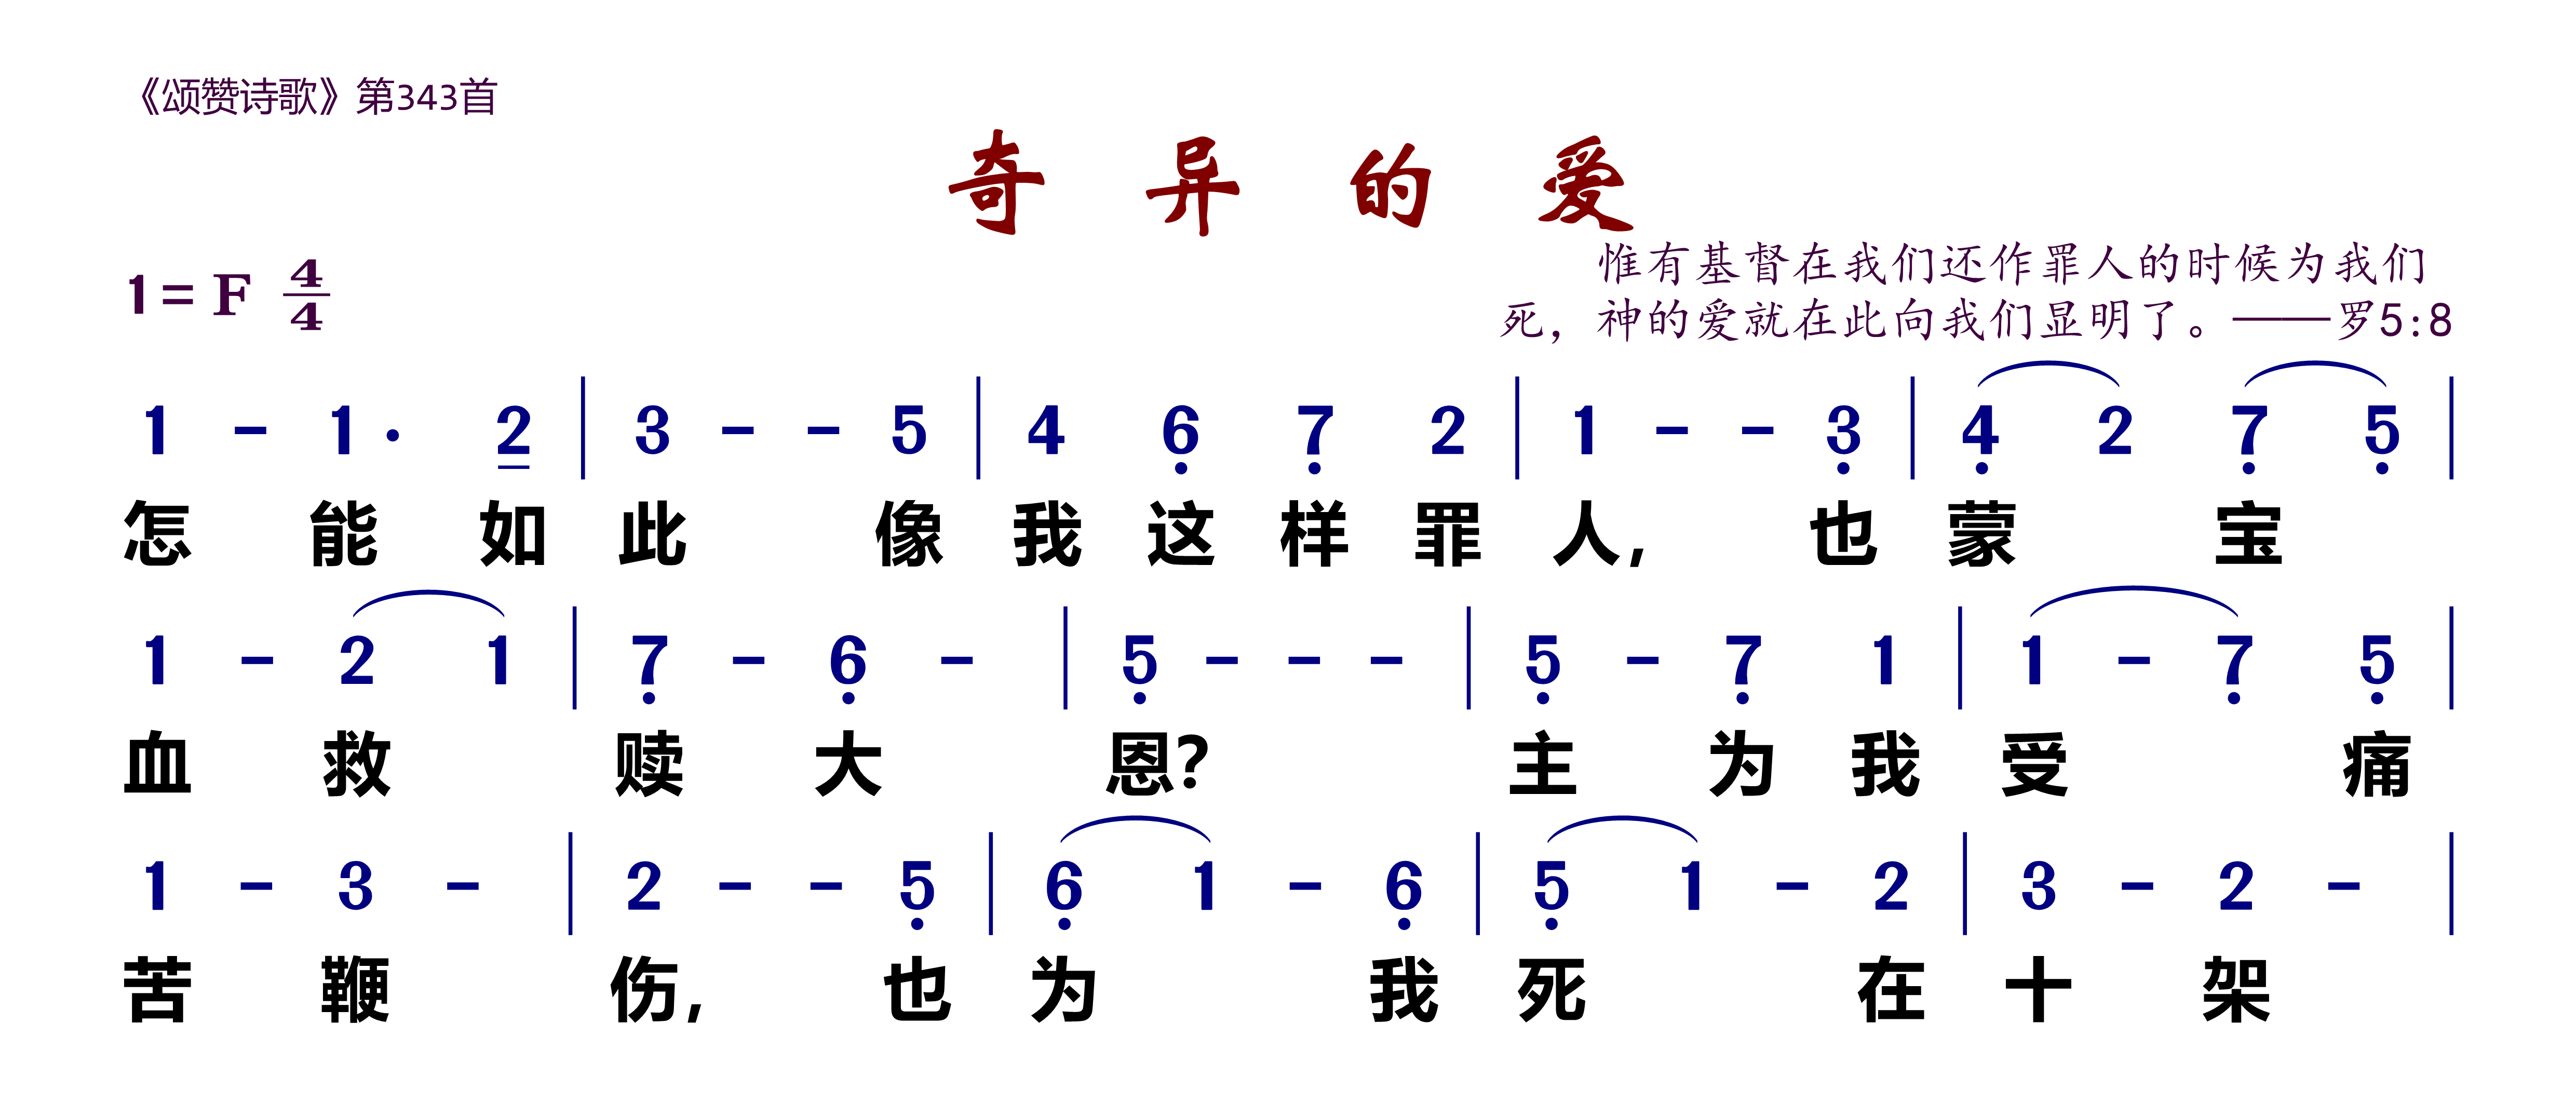 《颂赞诗歌》第343首
奇 异 的 爱
惟有基督在我们还作罪人的时候为我们
1 = F 4/4
死，神的爱就在此向我们显明了。——罗5:8
1 - 1 · 2̲ | 3 - - 5 | 4 6̣ 7̣ 2 | 1 - - 3̣ | 4̣ 2 7̣ 5̣ |
怎 能 如 此 像 我 这 样 罪 人， 也 蒙 宝
1 - 2 1 | 7̣ - 6̣ - | 5̣ - - - | 5̣ - 7̣ 1 | 1 - 7̣ 5̣ |
血 救 赎 大 恩？ 主 为 我 受 痛
1 - 3 - | 2 - - 5̣ | 6̣ 1 - 6̣ | 5̣ 1 - 2 | 3 - 2 - |
苦 鞭 伤， 也 为 我 死 在 十 架